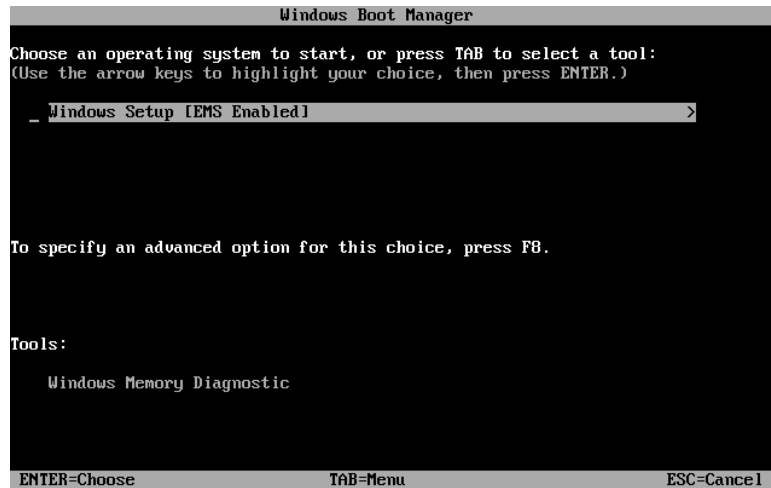 Windows Boot Manager
Choose an operating system to start, or press TAB to select a tool:
(Use the arrow keys to highlight your choice, then press ENTER.)
_ Windows Setup [EMS Enabled] >
To specify an advanced option for this choice, press F8.
Tools:
Windows Memory Diagnostic
ENTER=Choose TAB=Menu ESC=Cancel